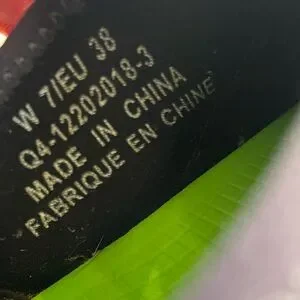 W 7/EU 38
Q4-12202018-3
MADE IN CHINA
FABRIQUE EN CHINE